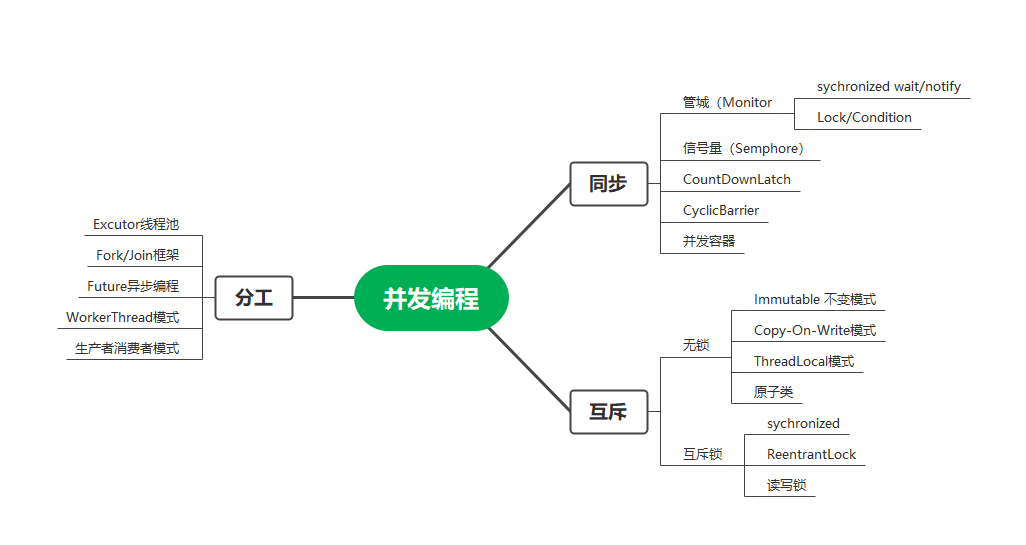 并发编程
同步
管城（Monitor
sychronized wait/notify
Lock/Condition
信号量（Semphore）
CountDownLatch
CyclicBarrier
并发容器
互斥
无锁
Immutable 不变模式
Copy-On-Write模式
ThreadLocal模式
原子类
互斥锁
sychronized
ReentrantLock
读写锁
分工
Excutor线程池
Fork/Join框架
Future异步编程
WorkerThread模式
生产者消费者模式